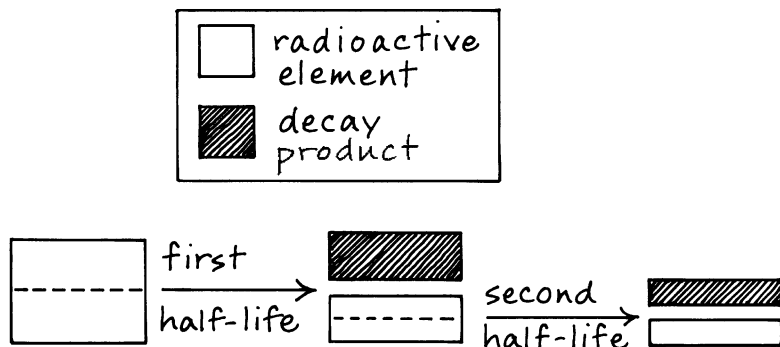 radioactive
element
decay
product
first
half-life
second
half-life